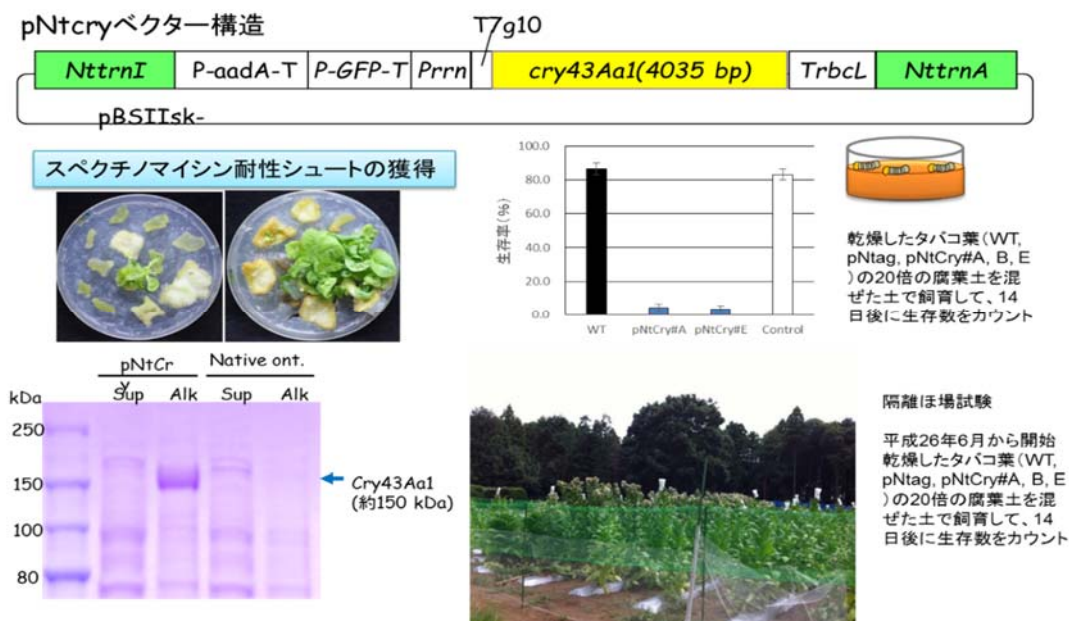 pNtcryベクター構造
T7g10
NttrnI P-aadA-T P-GFP-T Prrn cry43Aa1(4035 bp) TrbcL NttrnA
pBSIIsk-
スペクチノマイシン耐性シュートの獲得
生存率(%)
100.0
80.0
60.0
40.0
20.0
0.0
WT pNtCry#A pNtCry#E Control
乾燥したタバコ葉(WT,
pNtag, pNtCry#A, B, E
)の20倍の腐葉土を混
ぜた土で飼育して、14
日後に生存数をカウント
pNtCr
y
Native ont.
Sup Alk Sup Alk
kDa
250
150
100
80
Cry43Aa1
(約150 kDa)
隔離ほ場試験
平成26年6月から開始
乾燥したタバコ葉(WT,
pNtag, pNtCry#A, B, E
)の20倍の腐葉土を混
ぜた土で飼育して、14
日後に生存数をカウント